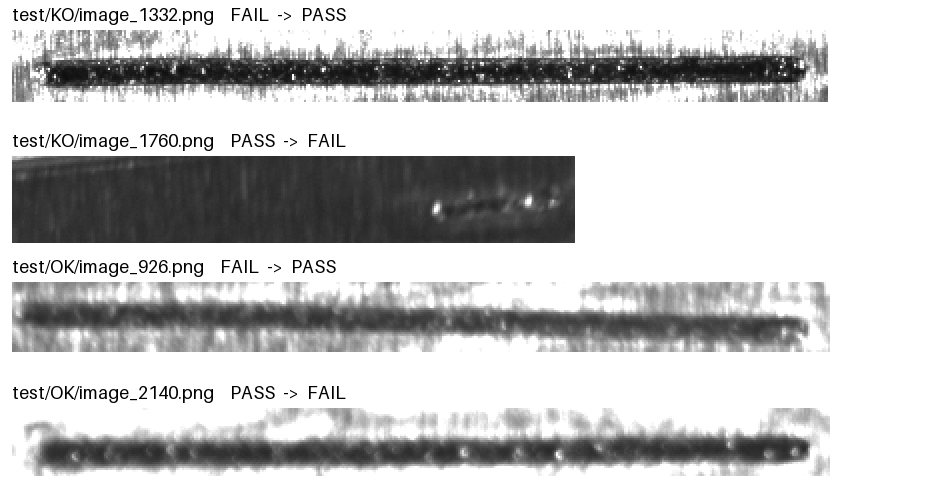 test/KO/image_1332.png FAIL -> PASS
test/KO/image_1760.png PASS -> FAIL
test/OK/image_926.png FAIL -> PASS
test/OK/image_2140.png PASS -> FAIL